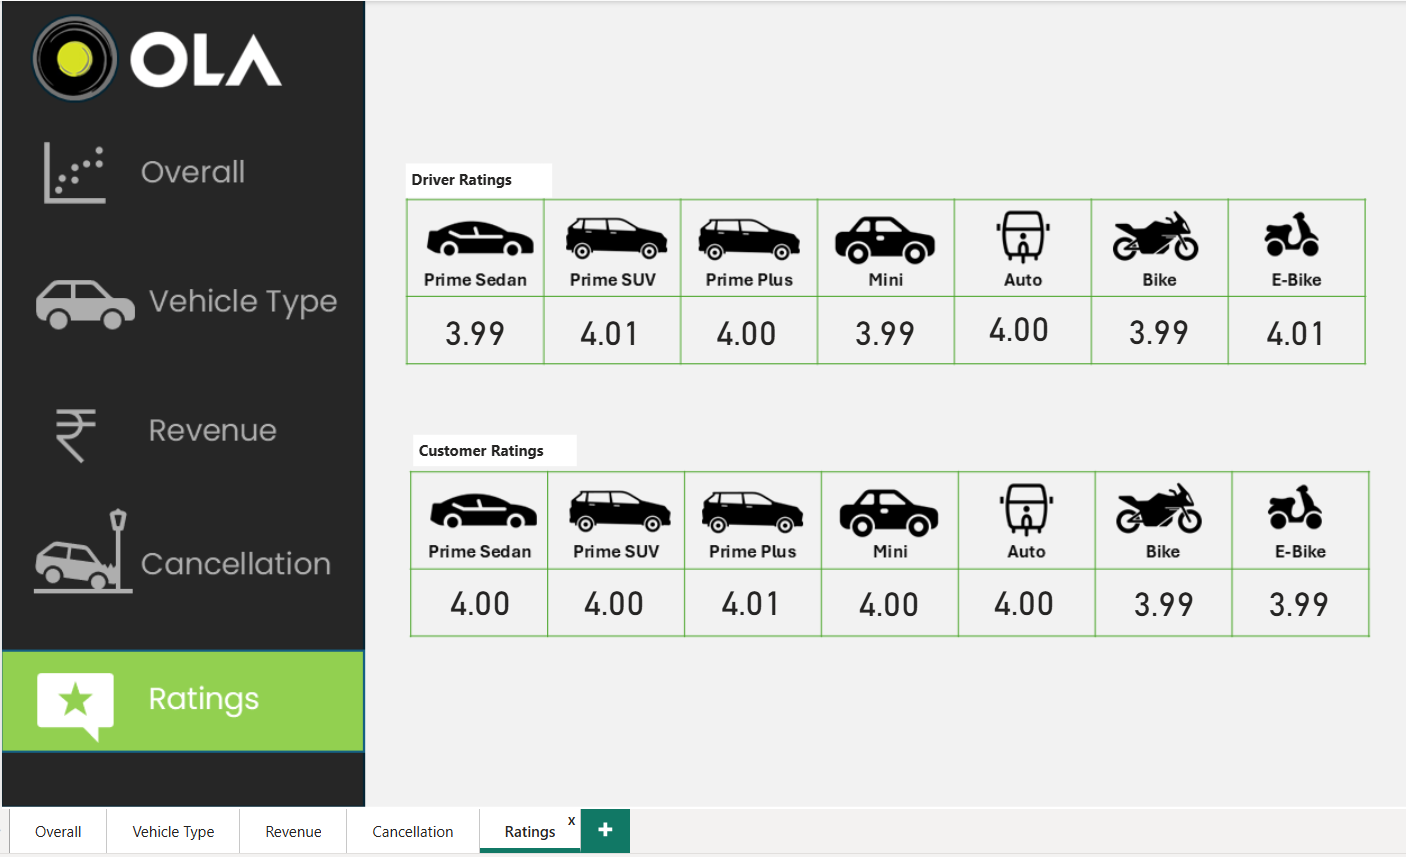 OLA
Overall
Vehicle Type
Revenue
Cancellation
Ratings
Driver Ratings
Prime Sedan Prime SUV Prime Plus Mini Auto Bike E-Bike
3.99 4.01 4.00 3.99 4.00 3.99 4.01
Customer Ratings
Prime Sedan Prime SUV Prime Plus Mini Auto Bike E-Bike
4.00 4.00 4.01 4.00 4.00 3.99 3.99
Overall Vehicle Type Revenue Cancellation Ratings x +